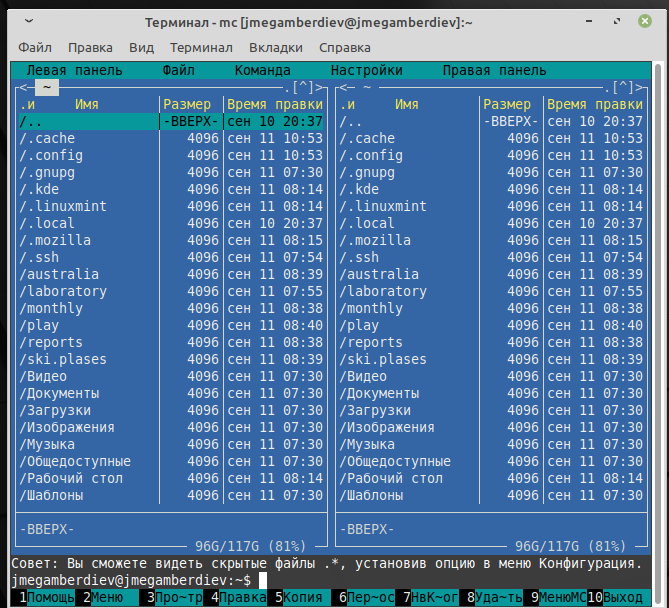 Терминал - mc [jmegamberdiev@jmegamberdiev]:~
Файл Правка Вид Терминал Вкладки Справка
Левая панель Файл Команда Настройки Правая панель
<─ ~ ─.[^]> <─ ~ ─.[^]>
.и Имя Размер Время правки .и Имя Размер Время правки
/.. -ВВЕРХ- сен 10 20:37 /.. -ВВЕРХ- сен 10 20:37
/.cache 4096 сен 11 10:53 /.cache 4096 сен 11 10:53
/.config 4096 сен 11 10:53 /.config 4096 сен 11 10:53
/.gnupg 4096 сен 11 07:30 /.gnupg 4096 сен 11 07:30
/.kde 4096 сен 11 08:14 /.kde 4096 сен 11 08:14
/.linuxmint 4096 сен 11 08:14 /.linuxmint 4096 сен 11 08:14
/.local 4096 сен 10 20:37 /.local 4096 сен 10 20:37
/.mozilla 4096 сен 11 08:15 /.mozilla 4096 сен 11 08:15
/.ssh 4096 сен 11 07:54 /.ssh 4096 сен 11 07:54
/australia 4096 сен 11 08:39 /australia 4096 сен 11 08:39
/laboratory 4096 сен 11 07:55 /laboratory 4096 сен 11 07:55
/monthly 4096 сен 11 08:38 /monthly 4096 сен 11 08:38
/play 4096 сен 11 08:40 /play 4096 сен 11 08:40
/reports 4096 сен 11 08:38 /reports 4096 сен 11 08:38
/ski.plases 4096 сен 11 08:39 /ski.plases 4096 сен 11 08:39
/Видео 4096 сен 11 07:30 /Видео 4096 сен 11 07:30
/Документы 4096 сен 11 07:30 /Документы 4096 сен 11 07:30
/Загрузки 4096 сен 11 07:30 /Загрузки 4096 сен 11 07:30
/Изображения 4096 сен 11 07:30 /Изображения 4096 сен 11 07:30
/Музыка 4096 сен 11 07:30 /Музыка 4096 сен 11 07:30
/Общедоступные 4096 сен 11 07:30 /Общедоступные 4096 сен 11 07:30
/Рабочий стол 4096 сен 11 08:14 /Рабочий стол 4096 сен 11 08:14
/Шаблоны 4096 сен 11 07:30 /Шаблоны 4096 сен 11 07:30
-ВВЕРХ- -ВВЕРХ-
96G/117G (81%) 96G/117G (81%)
Совет: Вы сможете видеть скрытые файлы .*, установив опцию в меню Конфигурация.
jmegamberdiev@jmegamberdiev:~$
1Помощь 2Меню 3Про~тр 4Правка 5Копия 6Пер~ос 7НвК~ог 8Уда~ть 9МенюMC 10Выход